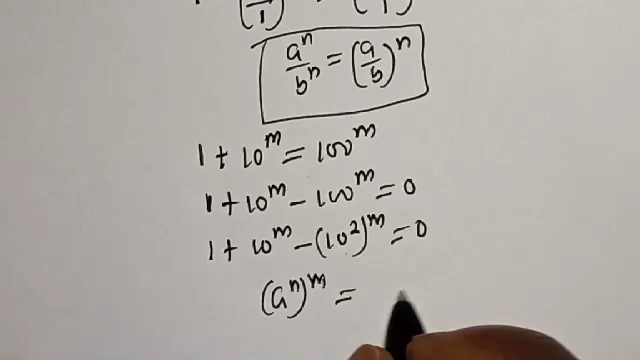 a^n/b^n = (a/b)^n
1 + 10^m = 100^m
1 + 10^m - 100^m = 0
1 + 10^m - (10^2)^m = 0
(a^n)^m =